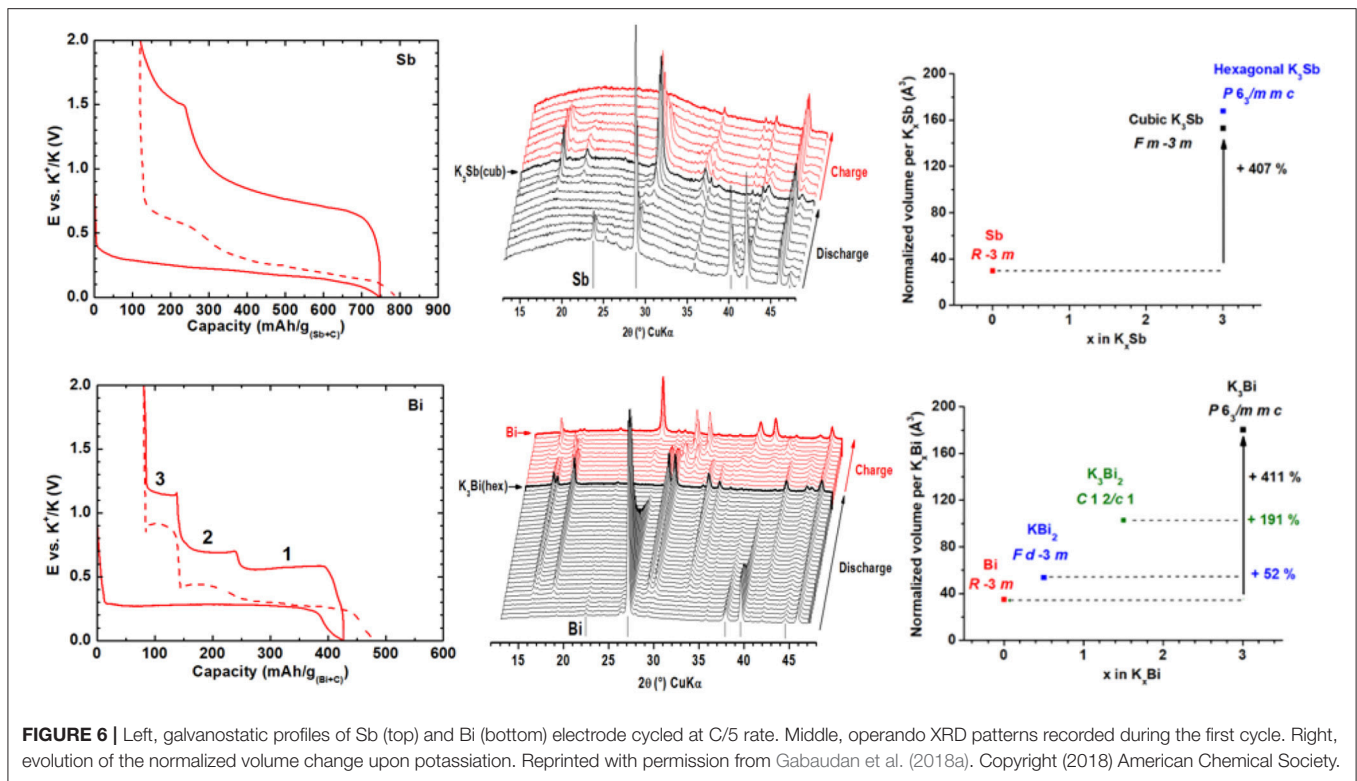 Sb
E vs. K⁺/K (V)
2.0
1.5
1.0
0.5
0.0
0 100 200 300 400 500 600 700 800 900
Capacity (mAh/g(Sb+C))
K₃Sb(cub)
Charge
Discharge
Sb
15 20 25 30 35 40 45
2θ (°) CuKα
Normalized volume per KₓSb (Å³)
200
160
120
80
40
0
Hexagonal K₃Sb
P 6₃/m m c
Cubic K₃Sb
F m -3 m
+ 407 %
Sb
R -3 m
0 1 2 3
x in KₓSb
Bi
E vs. K⁺/K (V)
2.0
1.5
1.0
0.5
0.0
3
2
1
0 100 200 300 400 500 600
Capacity (mAh/g(Bi+C))
Bi
K₃Bi(hex)
Charge
Discharge
Bi
15 20 25 30 35 40 45
2θ (°) CuKα
Normalized volume per KₓBi (Å³)
200
160
120
80
40
0
K₃Bi
P 6₃/m m c
+ 411 %
K₃Bi₂
C 1 2/c 1
+ 191 %
KBi₂
F d -3 m
+ 52 %
Bi
R -3 m
0 1 2 3
x in KₓBi
FIGURE 6 | Left, galvanostatic profiles of Sb (top) and Bi (bottom) electrode cycled at C/5 rate. Middle, operando XRD patterns recorded during the first cycle. Right,
evolution of the normalized volume change upon potassiation. Reprinted with permission from Gabaudan et al. (2018a). Copyright (2018) American Chemical Society.